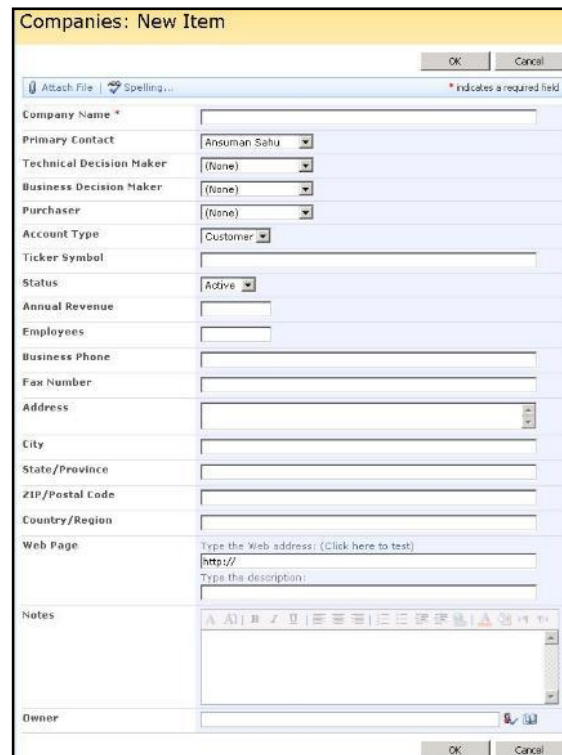 Companies: New Item
OK Cancel
Attach File | Spelling... * indicates a required field
Company Name *
Primary Contact Ansuman Sahu
Technical Decision Maker (None)
Business Decision Maker (None)
Purchaser (None)
Account Type Customer
Ticker Symbol
Status Active
Annual Revenue
Employees
Business Phone
Fax Number
Address
City
State/Province
ZIP/Postal Code
Country/Region
Web Page Type the Web address: (Click here to test)
http://
Type the description:
Notes A A B I U A
Owner
OK Cancel